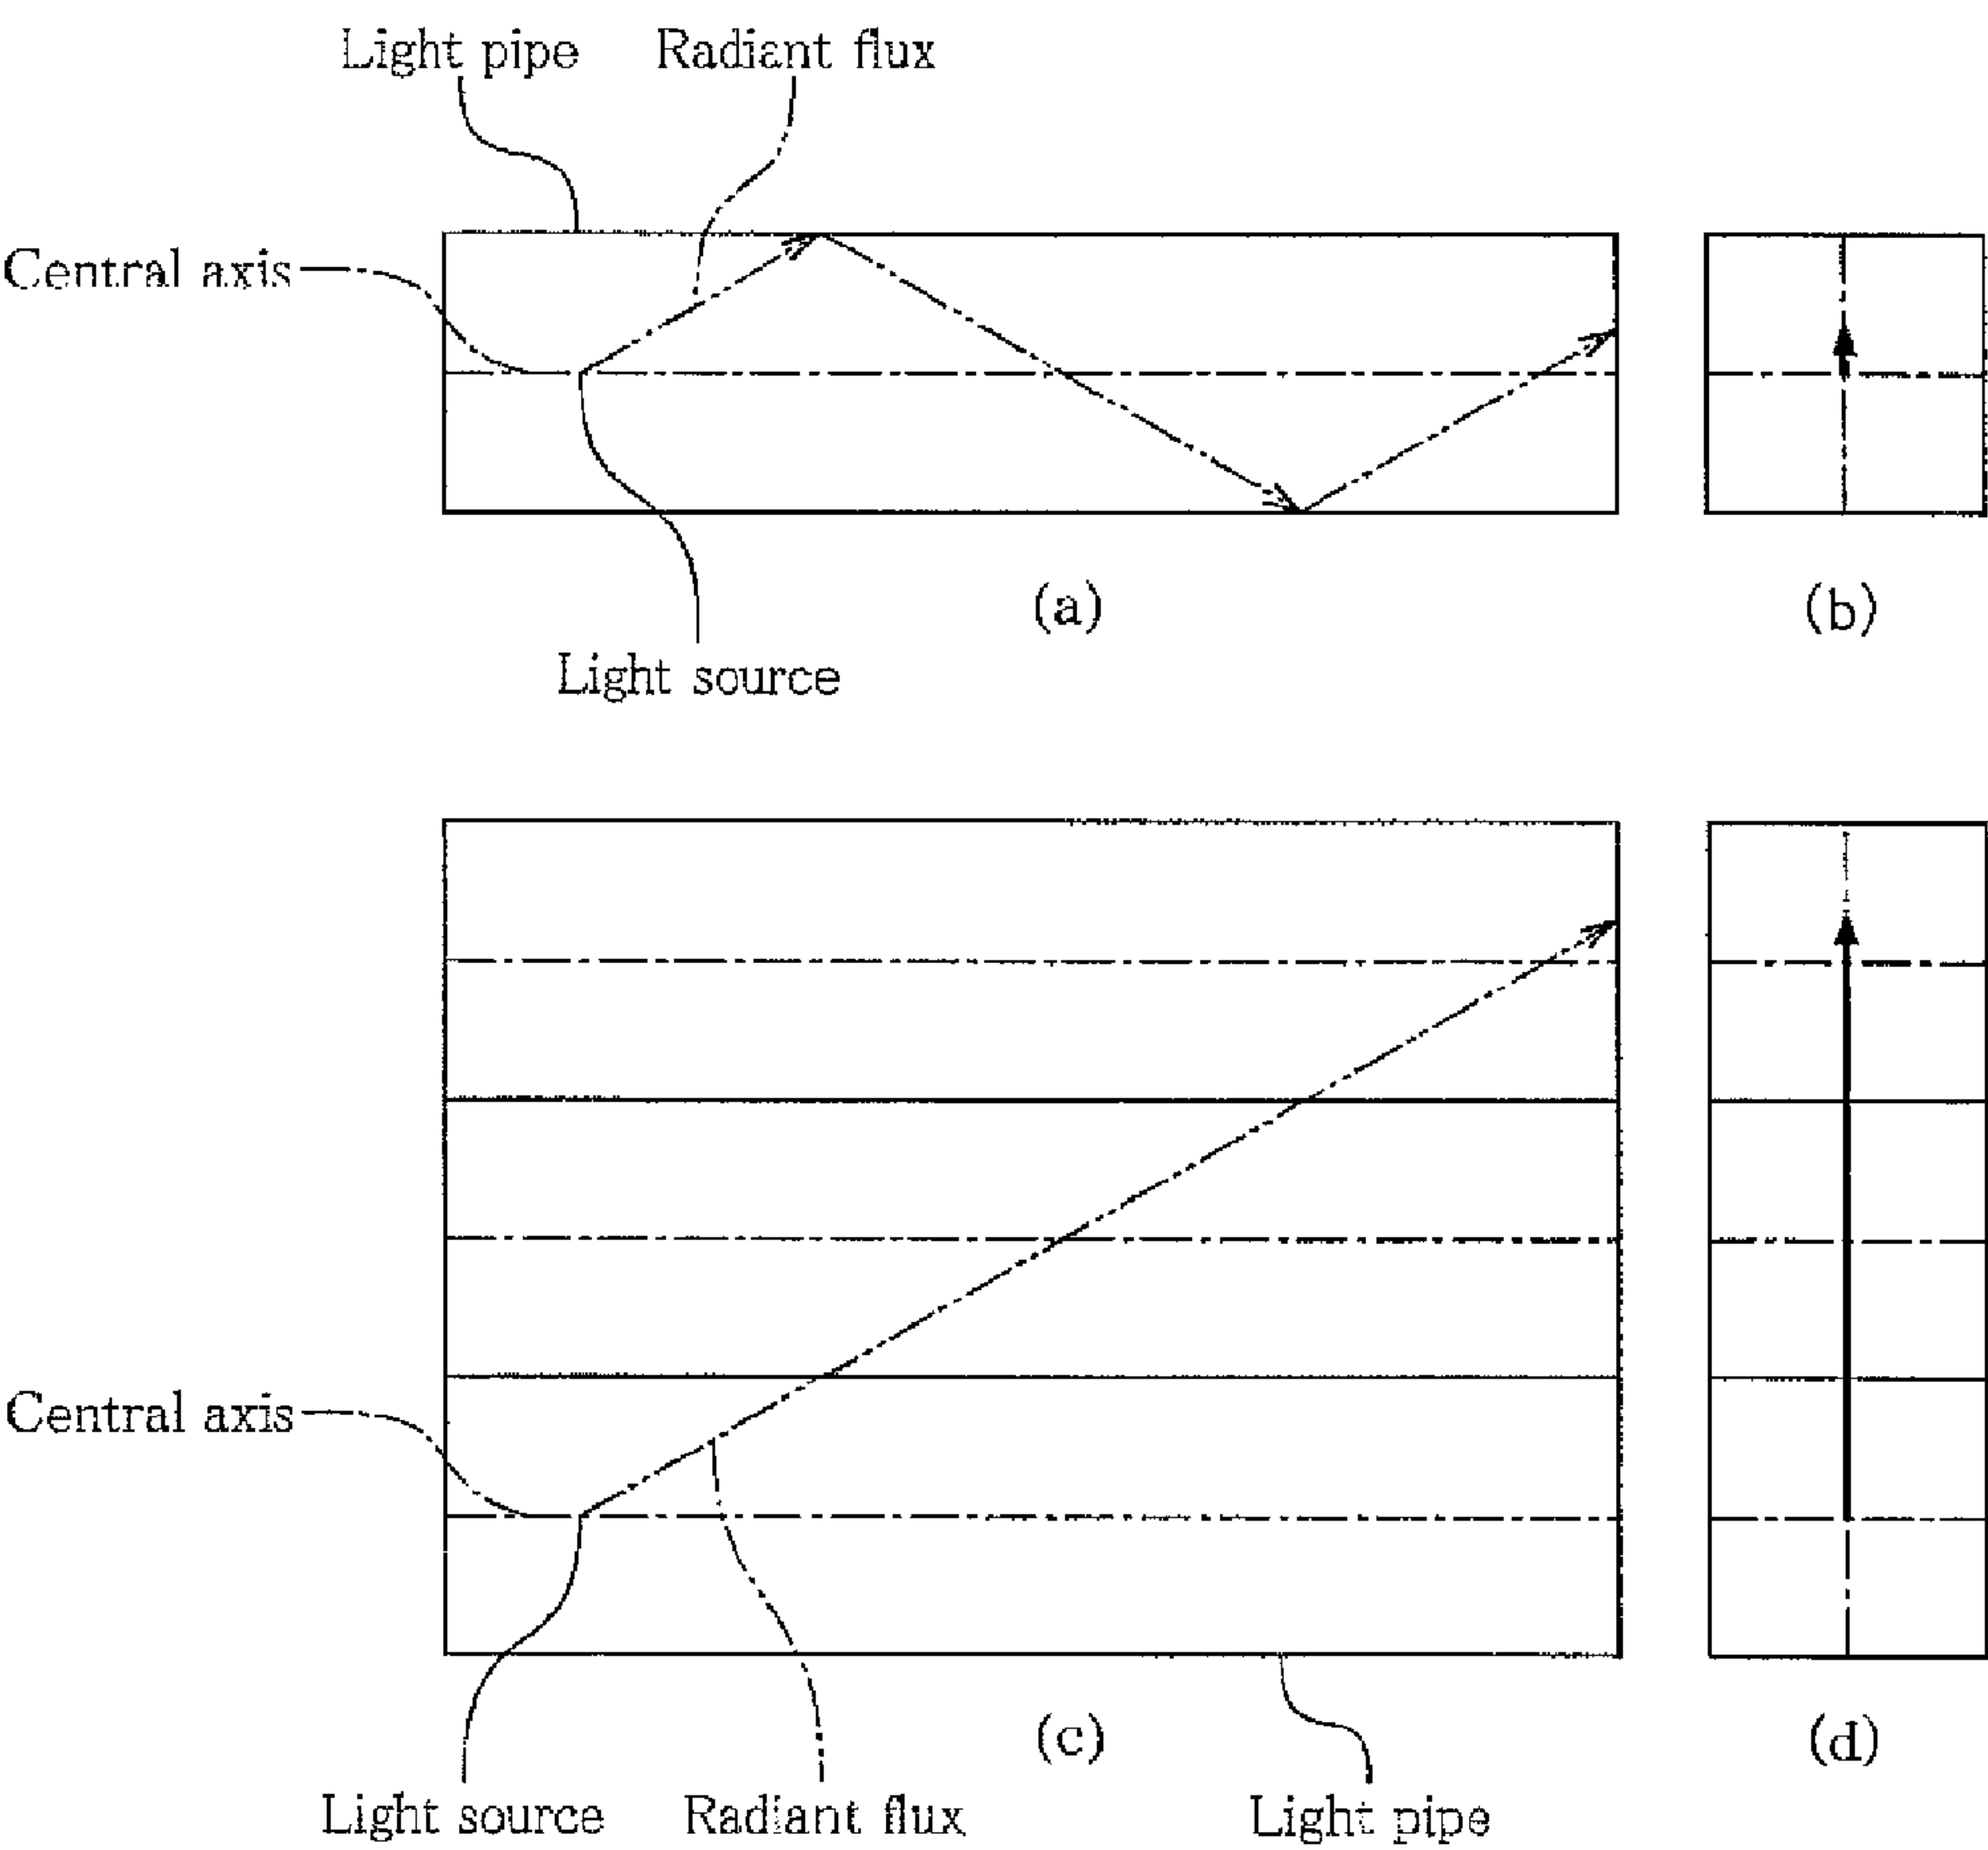 Light pipe
Radiant flux
Central axis
Light source
(a)
(b)
Central axis
Light source
Radiant flux
Light pipe
(c)
(d)